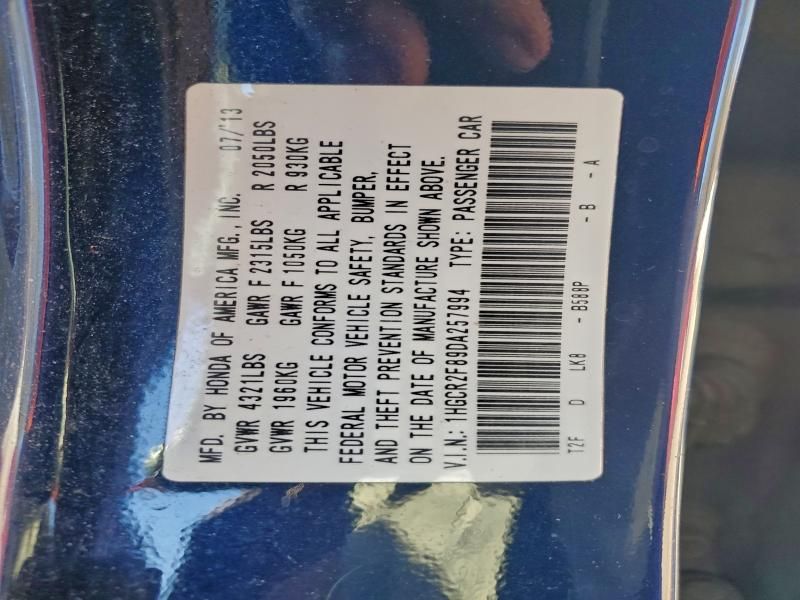 MFD. BY HONDA OF AMERICA MFG., INC. 07/13
GVWR 4321LBS GAWR F 2315LBS R 2050LBS
GVWR 1960KG GAWR F 1050KG R 930KG
THIS VEHICLE CONFORMS TO ALL APPLICABLE
FEDERAL MOTOR VEHICLE SAFETY, BUMPER,
AND THEFT PREVENTION STANDARDS IN EFFECT
ON THE DATE OF MANUFACTURE SHOWN ABOVE.
V.I.N.: 1HGCR2F89DA257994 TYPE: PASSENGER CAR
T2F D LK8 - B588P - B - A